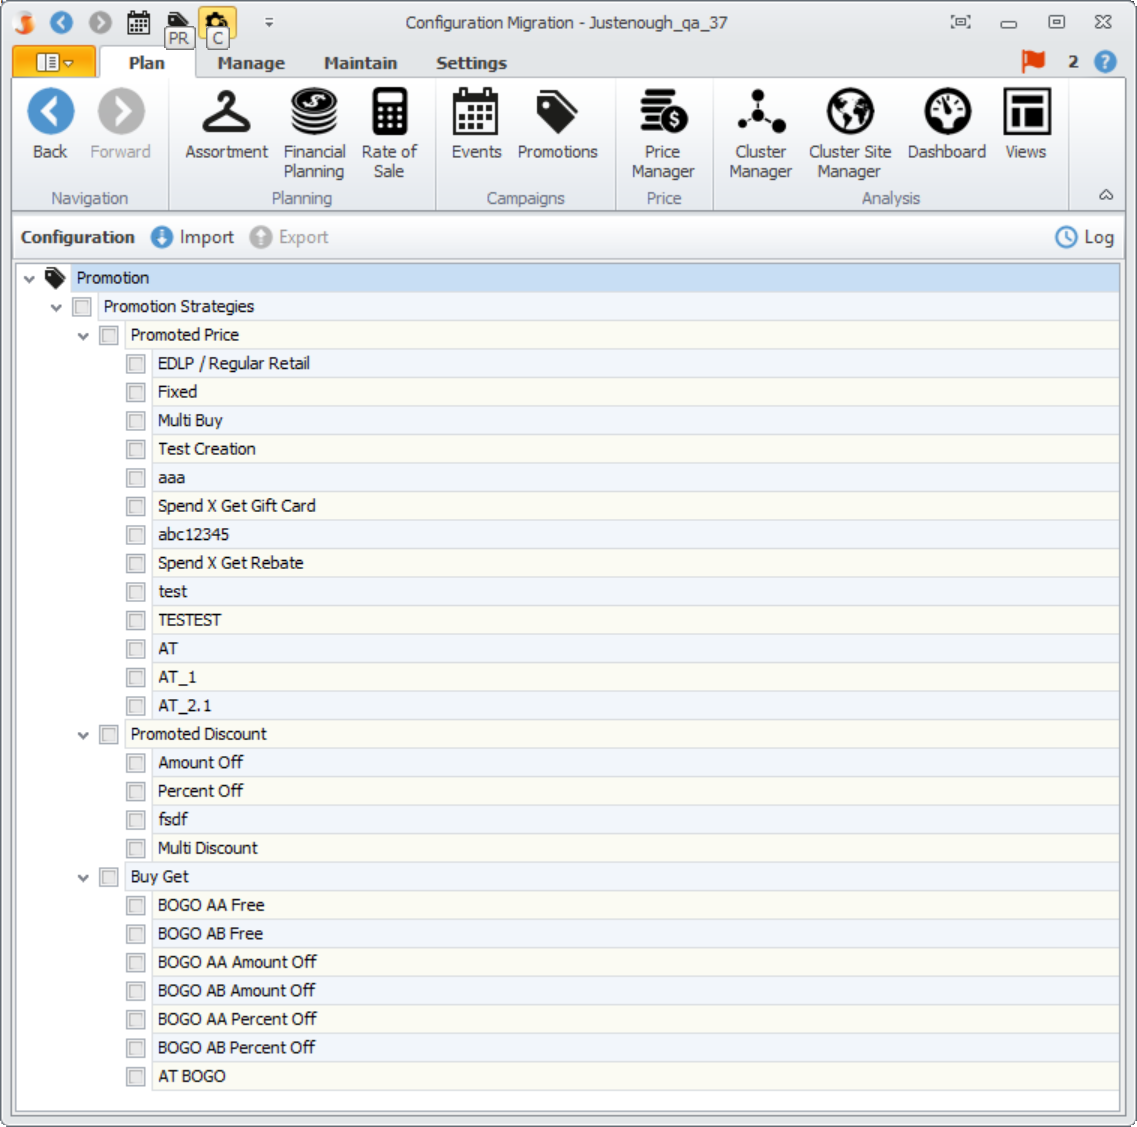 Configuration Migration - Justenough_qa_37
PR C
Plan Manage Maintain Settings 2 ?
Back Forward Assortment Financial Planning Rate of Sale Events Promotions Price Manager Cluster Manager Cluster Site Manager Dashboard Views
Navigation Planning Campaigns Price Analysis
Configuration Import Export Log
Promotion
Promotion Strategies
Promoted Price
EDLP / Regular Retail
Fixed
Multi Buy
Test Creation
aaa
Spend X Get Gift Card
abc12345
Spend X Get Rebate
test
TESTEST
AT
AT_1
AT_2.1
Promoted Discount
Amount Off
Percent Off
fsdf
Multi Discount
Buy Get
BOGO AA Free
BOGO AB Free
BOGO AA Amount Off
BOGO AB Amount Off
BOGO AA Percent Off
BOGO AB Percent Off
AT BOGO